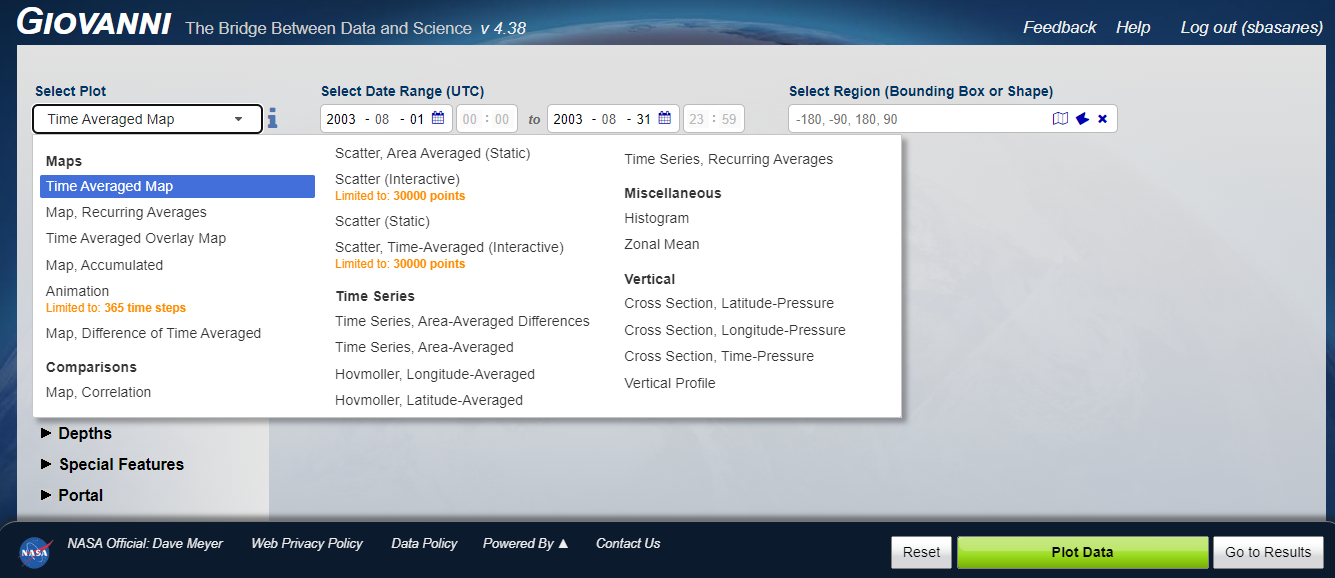 GIOVANNI The Bridge Between Data and Science v 4.38
Feedback Help Log out (sbasanes)
Select Plot
Time Averaged Map
Select Date Range (UTC)
2003 - 08 - 01 00 : 00 to 2003 - 08 - 31 23 : 59
Select Region (Bounding Box or Shape)
-180, -90, 180, 90
Maps
Time Averaged Map
Map, Recurring Averages
Time Averaged Overlay Map
Map, Accumulated
Animation
Limited to: 365 time steps
Map, Difference of Time Averaged
Comparisons
Map, Correlation
Scatter, Area Averaged (Static)
Scatter (Interactive)
Limited to: 30000 points
Scatter (Static)
Scatter, Time-Averaged (Interactive)
Limited to: 30000 points
Time Series
Time Series, Area-Averaged Differences
Time Series, Area-Averaged
Hovmoller, Longitude-Averaged
Hovmoller, Latitude-Averaged
Time Series, Recurring Averages
Miscellaneous
Histogram
Zonal Mean
Vertical
Cross Section, Latitude-Pressure
Cross Section, Longitude-Pressure
Cross Section, Time-Pressure
Vertical Profile
Depths
Special Features
Portal
NASA
NASA Official: Dave Meyer Web Privacy Policy Data Policy Powered By ▲ Contact Us
Reset Plot Data Go to Results